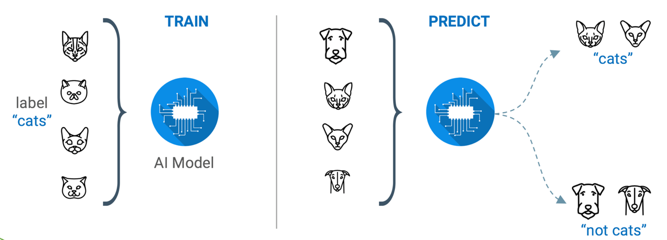 TRAIN
label
"cats"
AI Model
PREDICT
"cats"
"not cats"